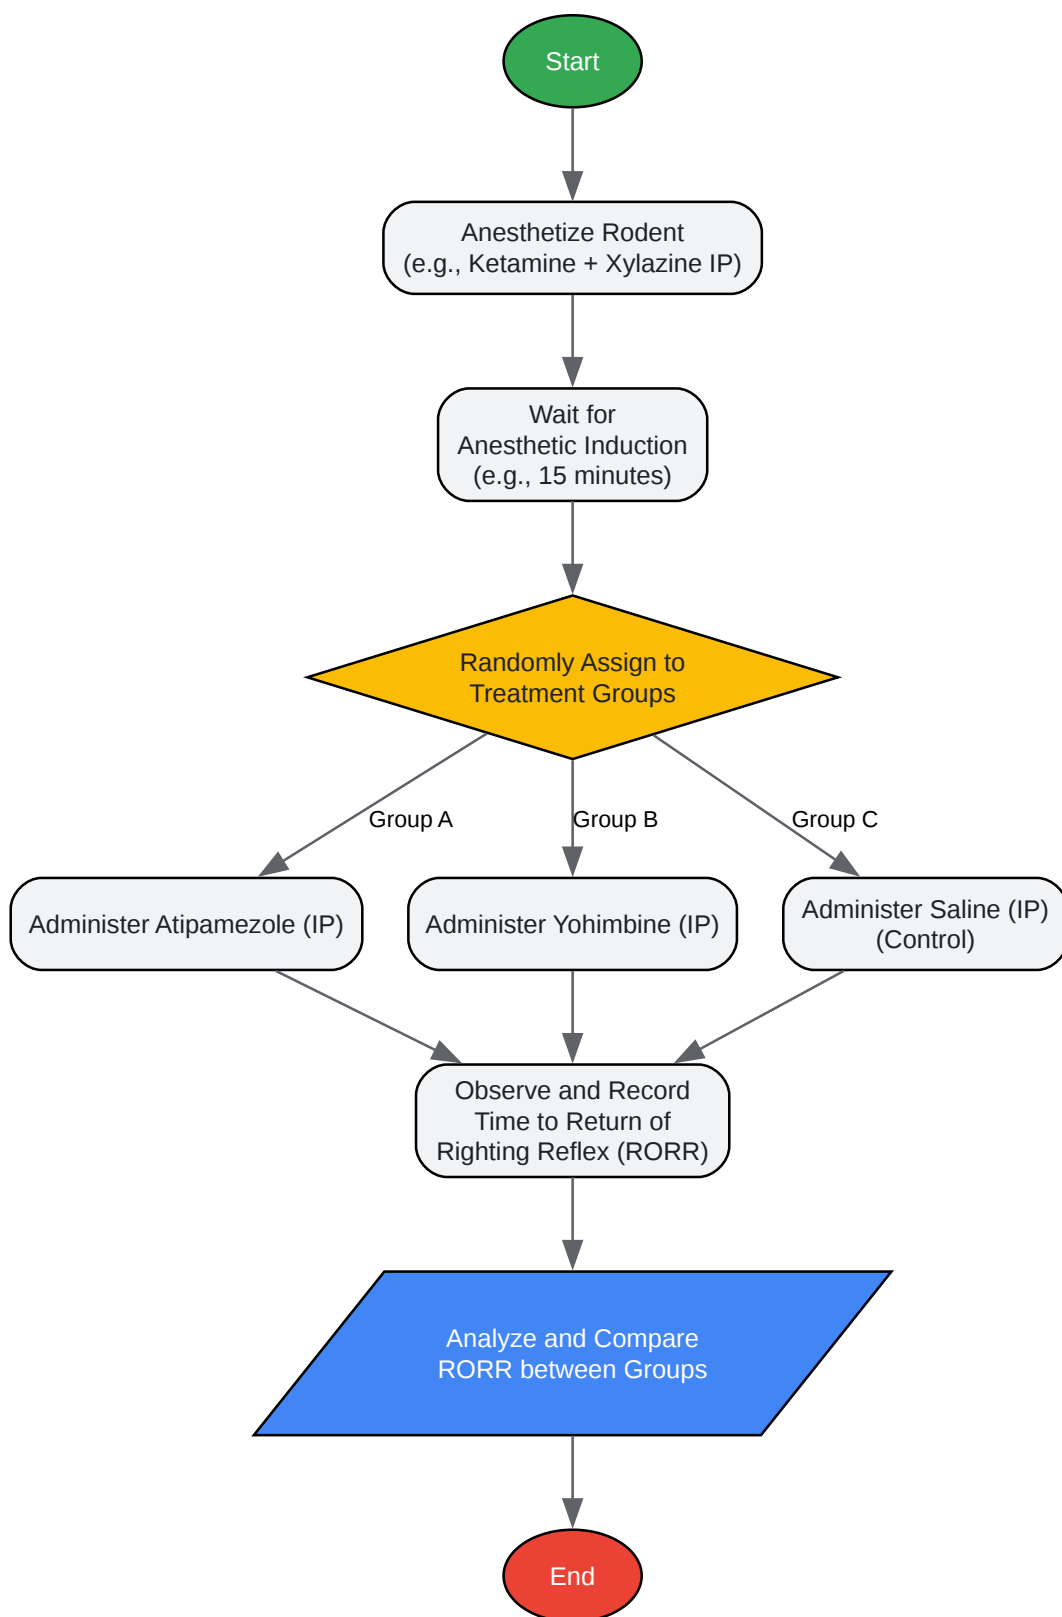 Start
Anesthetize Rodent
(e.g., Ketamine + Xylazine IP)
Wait for
Anesthetic Induction
(e.g., 15 minutes)
Randomly Assign to
Treatment Groups
Group A
Group B
Group C
Administer Atipamezole (IP)
Administer Yohimbine (IP)
Administer Saline (IP)
(Control)
Observe and Record
Time to Return of
Righting Reflex (RORR)
Analyze and Compare
RORR between Groups
End